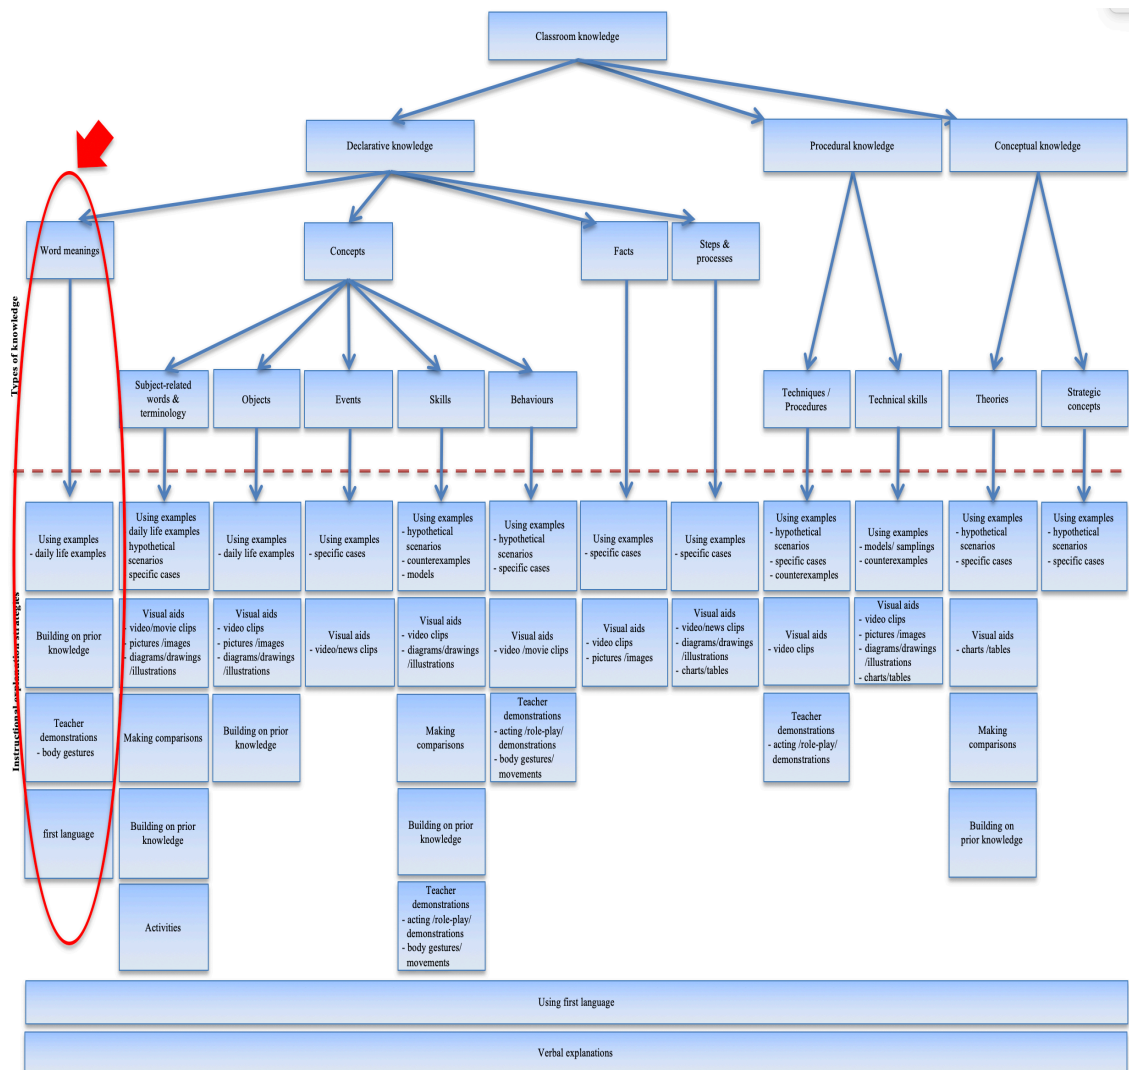 Classroom knowledge
Declarative knowledge
Procedural knowledge
Conceptual knowledge
Word meanings
Concepts
Facts
Steps &
processes
Types of knowledge
Subject-related
words &
terminology
Objects
Events
Skills
Behaviours
Techniques /
Procedures
Technical skills
Theories
Strategic
concepts
Instructional explanation strategies
Using examples
- daily life examples
Using examples
daily life examples
hypothetical
scenarios
specific cases
Using examples
- daily life examples
Using examples
- specific cases
Using examples
- hypothetical
scenarios
- counterexamples
- models
Using examples
- hypothetical
scenarios
- specific cases
Using examples
- specific cases
Using examples
- specific cases
Using examples
- hypothetical
scenarios
- specific cases
- counterexamples
Using examples
- models/ samplings
- counterexamples
Using examples
- hypothetical
scenarios
- specific cases
Using examples
- hypothetical
scenarios
- specific cases
Building on prior
knowledge
Visual aids
- video/movie clips
- pictures /images
- diagrams/drawings
/illustrations
Visual aids
- video clips
- pictures /images
- diagrams/drawings
/illustrations
Visual aids
- video/news clips
Visual aids
- video clips
- diagrams/drawings
/illustrations
Visual aids
- video /movie clips
Visual aids
- video clips
- pictures /images
Visual aids
- video/news clips
- diagrams/drawings
/illustrations
- charts/tables
Visual aids
- video clips
Visual aids
- video clips
- pictures /images
- diagrams/drawings
/illustrations
- charts/tables
Visual aids
- charts /tables
Teacher
demonstrations
- body gestures
Making comparisons
Building on prior
knowledge
Making
comparisons
Teacher
demonstrations
- acting /role-play/
demonstrations
- body gestures/
movements
Teacher
demonstrations
- acting /role-play/
demonstrations
Making
comparisons
first language
Building on prior
knowledge
Building on prior
knowledge
Building on
prior knowledge
Activities
Teacher
demonstrations
- acting /role-play/
demonstrations
- body gestures/
movements
Using first language
Verbal explanations